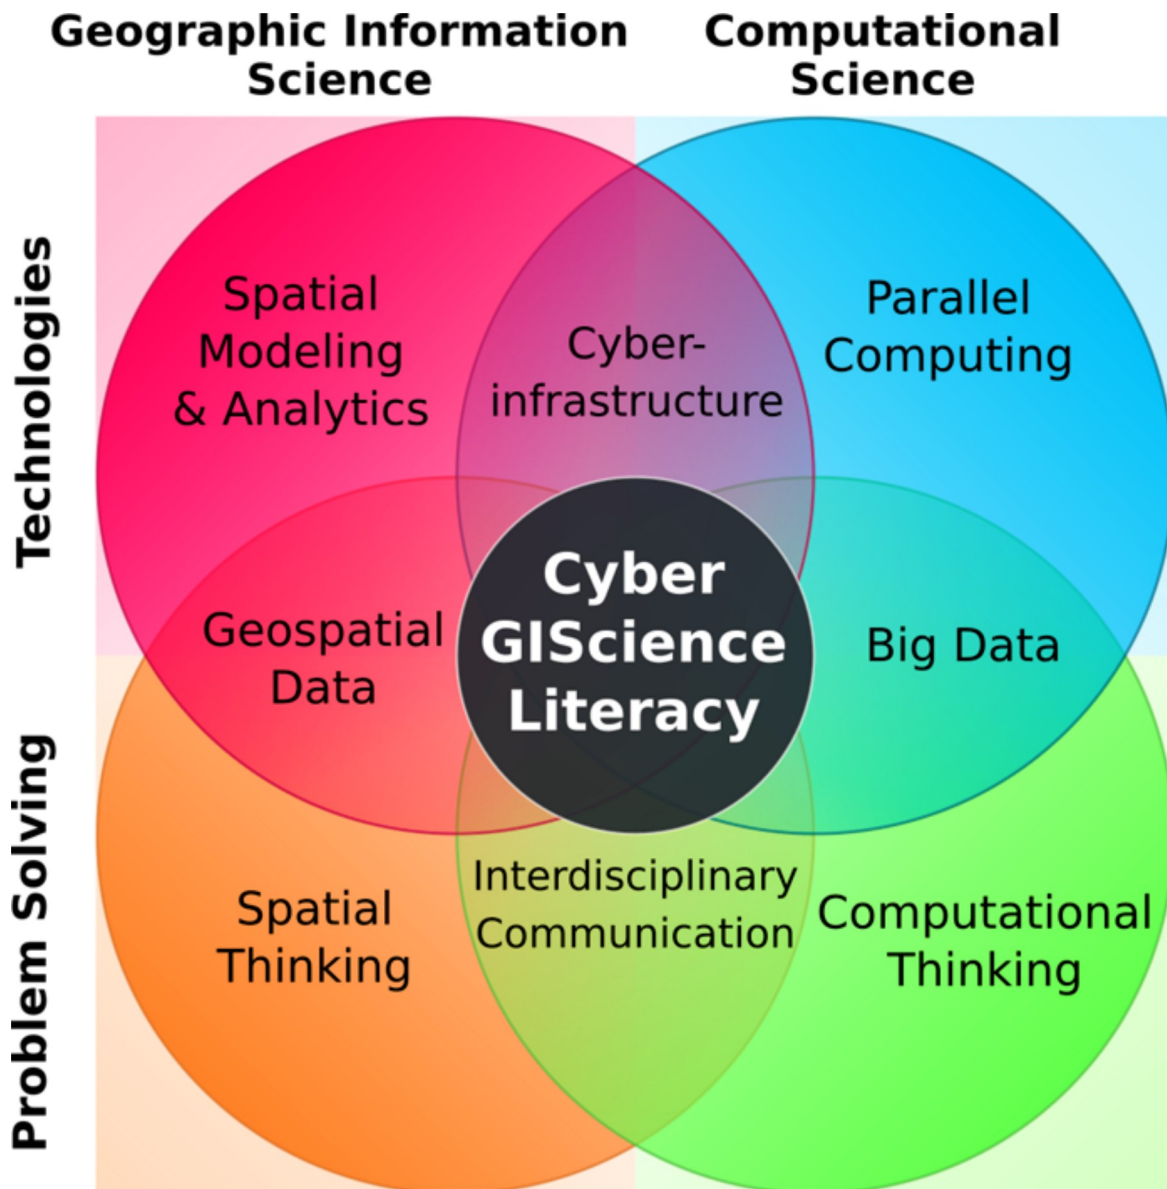 Geographic Information
Science
Computational
Science
Technologies
Problem Solving
Spatial
Modeling
& Analytics
Cyber-
infrastructure
Parallel
Computing
Geospatial
Data
Cyber
GIScience
Literacy
Big Data
Spatial
Thinking
Interdisciplinary
Communication
Computational
Thinking